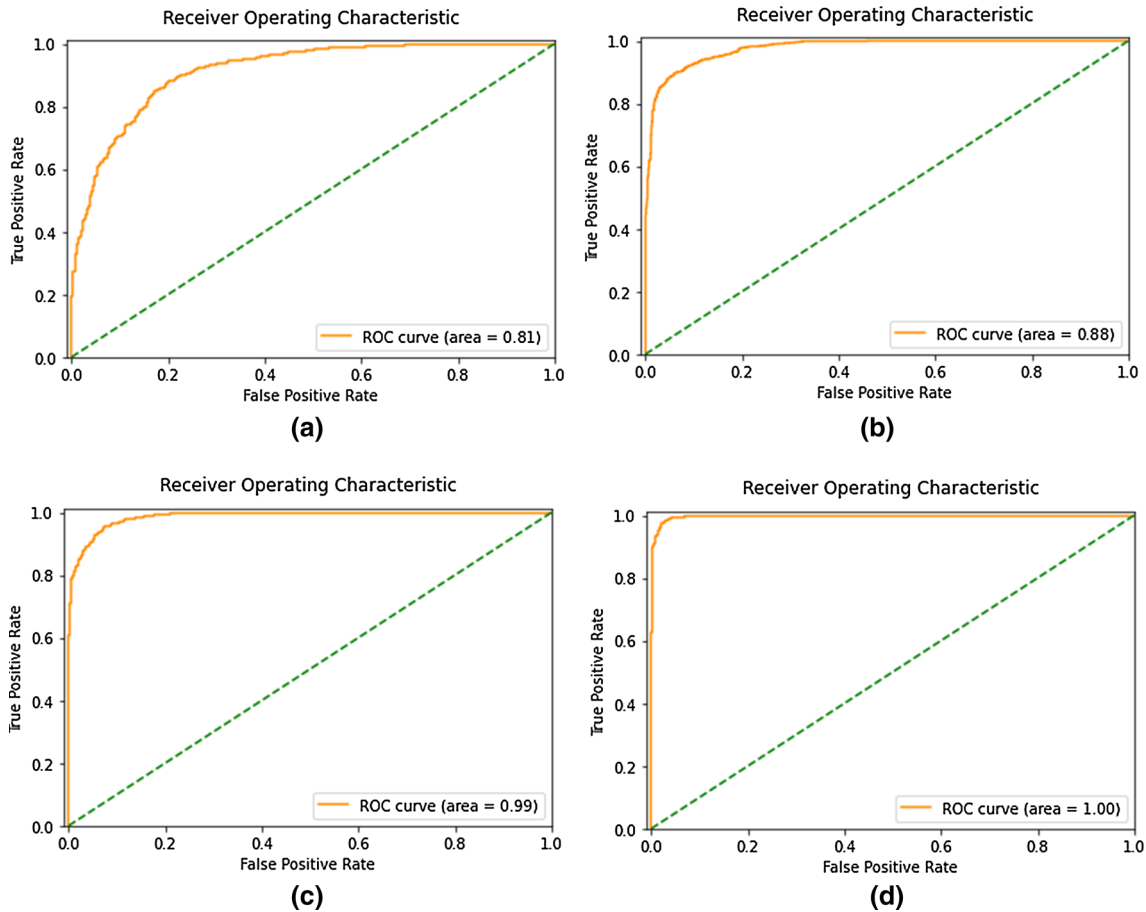 Receiver Operating Characteristic
1.0
0.8
0.6
0.4
0.2
0.0
True Positive Rate
ROC curve (area = 0.81)
0.0 0.2 0.4 0.6 0.8 1.0
False Positive Rate
(a)
Receiver Operating Characteristic
1.0
0.8
0.6
0.4
0.2
0.0
True Positive Rate
ROC curve (area = 0.88)
0.0 0.2 0.4 0.6 0.8 1.0
False Positive Rate
(b)
Receiver Operating Characteristic
1.0
0.8
0.6
0.4
0.2
0.0
True Positive Rate
ROC curve (area = 0.99)
0.0 0.2 0.4 0.6 0.8 1.0
False Positive Rate
(c)
Receiver Operating Characteristic
1.0
0.8
0.6
0.4
0.2
0.0
True Positive Rate
ROC curve (area = 1.00)
0.0 0.2 0.4 0.6 0.8 1.0
False Positive Rate
(d)